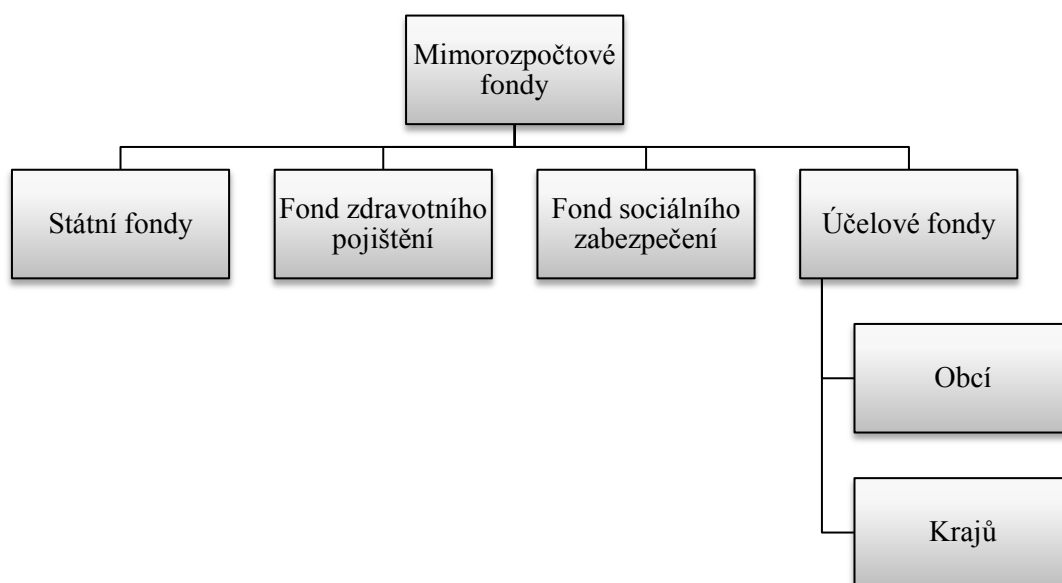 Mimorozpočtové
fondy
Státní fondy
Fond zdravotního
pojištění
Fond sociálního
zabezpečení
Účelové fondy
Obcí
Krajů